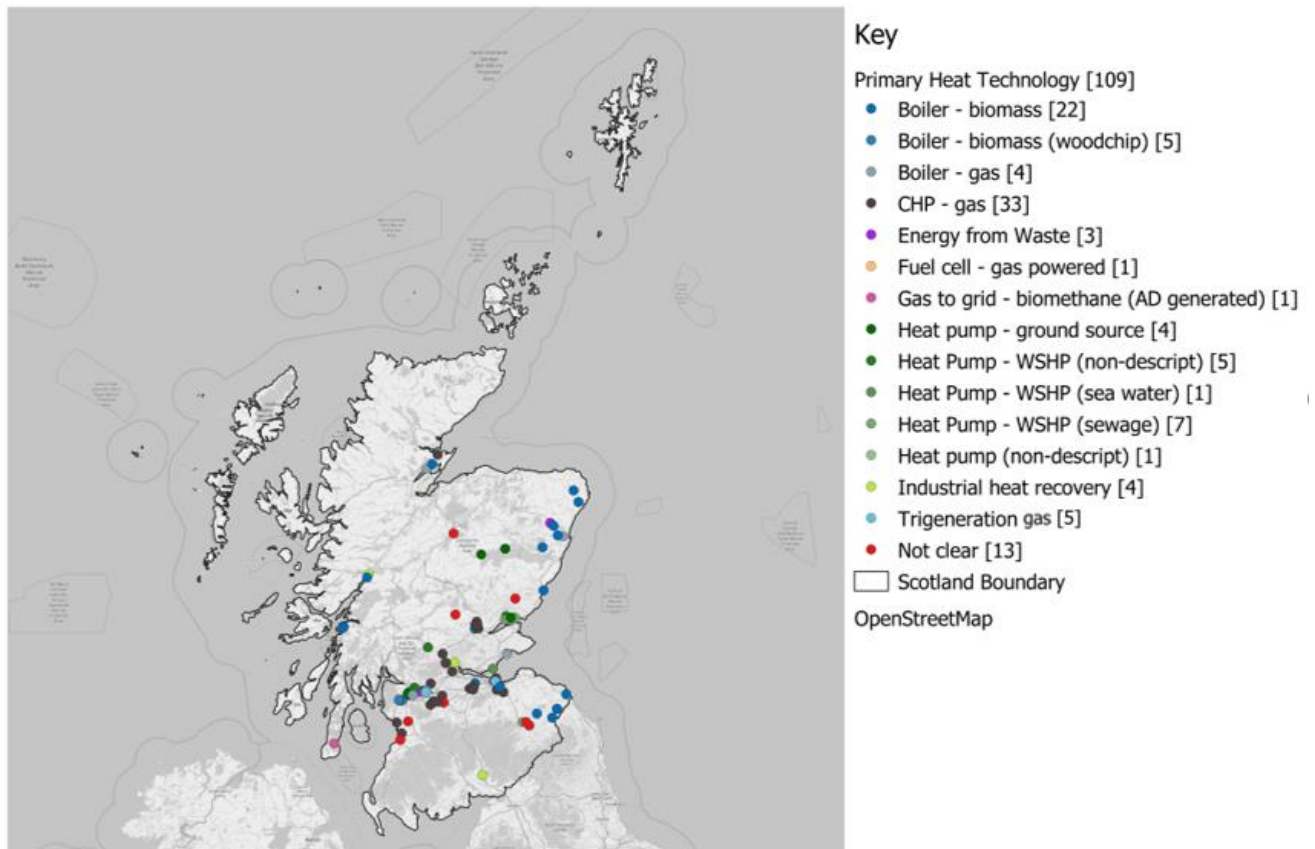 Key
Primary Heat Technology [109]
Boiler - biomass [22]
Boiler - biomass (woodchip) [5]
Boiler - gas [4]
CHP - gas [33]
Energy from Waste [3]
Fuel cell - gas powered [1]
Gas to grid - biomethane (AD generated) [1]
Heat pump - ground source [4]
Heat Pump - WSHP (non-descript) [5]
Heat Pump - WSHP (sea water) [1]
Heat Pump - WSHP (sewage) [7]
Heat pump (non-descript) [1]
Industrial heat recovery [4]
Trigeneration gas [5]
Not clear [13]
Scotland Boundary
OpenStreetMap